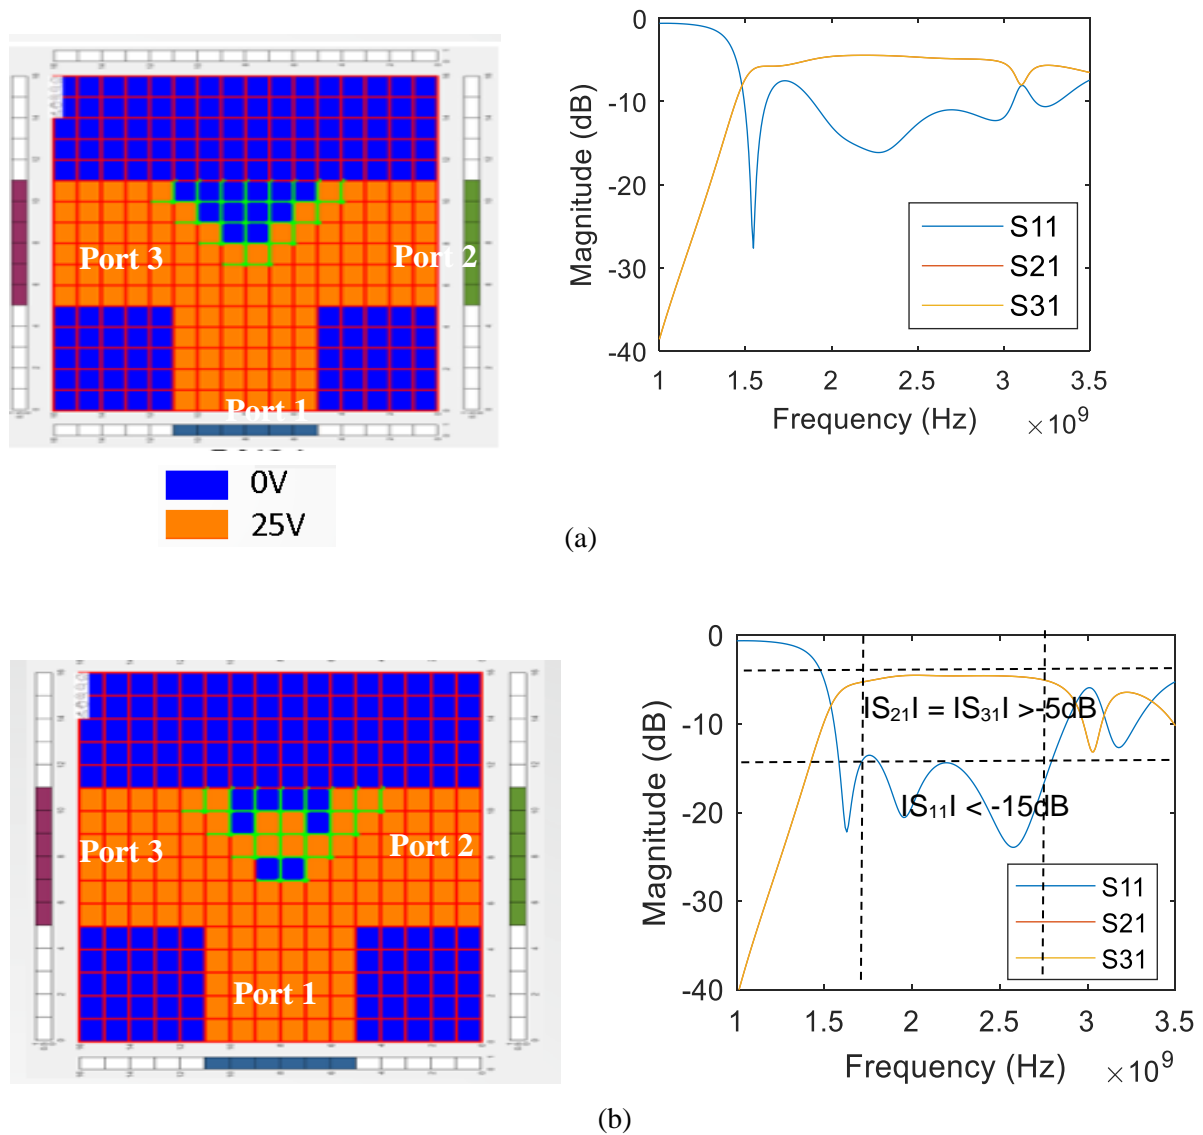 Port 3
Port 2
Port 1
0V
25V
0
-10
-20
-30
-40
Magnitude (dB)
S11
S21
S31
1
1.5
2
2.5
3
3.5
Frequency (Hz)
×10⁹
(a)
Port 3
Port 2
Port 1
0
-10
-20
-30
-40
Magnitude (dB)
IS₂₁I = IS₃₁I >-5dB
IS₁₁I < -15dB
S11
S21
S31
1
1.5
2
2.5
3
3.5
Frequency (Hz)
×10⁹
(b)